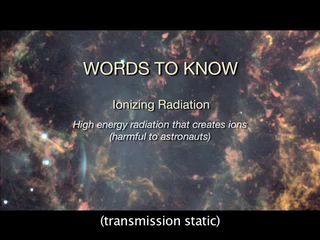 WORDS TO KNOW
Ionizing Radiation
High energy radiation that creates ions
(harmful to astronauts)
(transmission static)